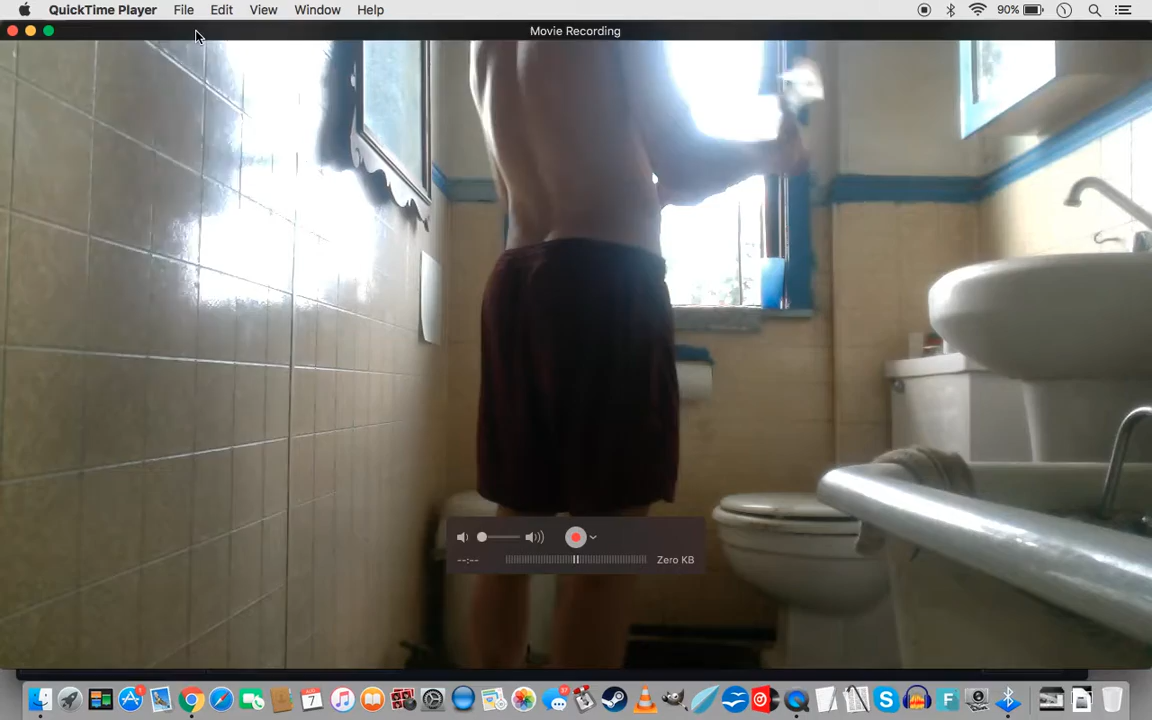 QuickTime Player File Edit View Window Help 90%
Movie Recording
--:-- Zero KB